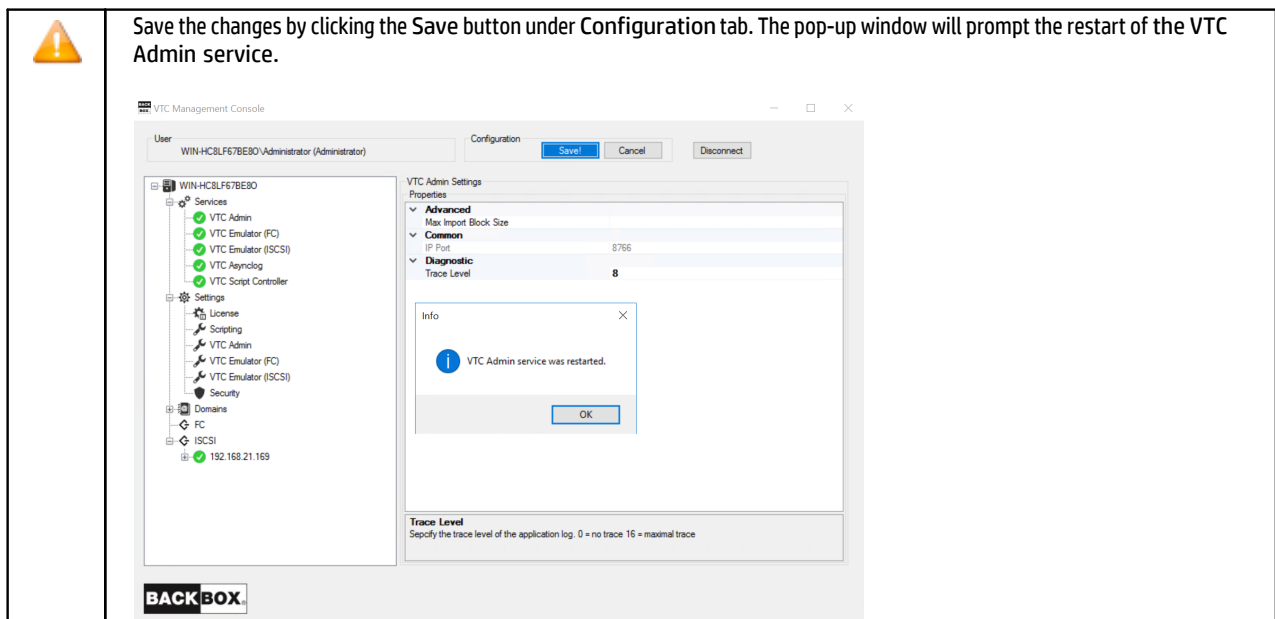 Save the changes by clicking the Save button under Configuration tab. The pop-up window will prompt the restart of the VTC
Admin service.
BACK
BOX
VTC Management Console
User
WIN-HC8LF67BE8O\Administrator (Administrator)
Configuration
Save!
Cancel
Disconnect
WIN-HC8LF67BE8O
Services
VTC Admin
VTC Emulator (FC)
VTC Emulator (ISCSI)
VTC Asynclog
VTC Script Controller
Settings
License
Scripting
VTC Admin
VTC Emulator (FC)
VTC Emulator (ISCSI)
Security
Domains
FC
ISCSI
192.168.21.169
VTC Admin Settings
Properties
Advanced
Max Import Block Size
Common
IP Port 8766
Diagnostic
Trace Level 8
Info
VTC Admin service was restarted.
OK
Trace Level
Sepcify the trace level of the application log. 0 = no trace 16 = maximal trace
BACKBOX®